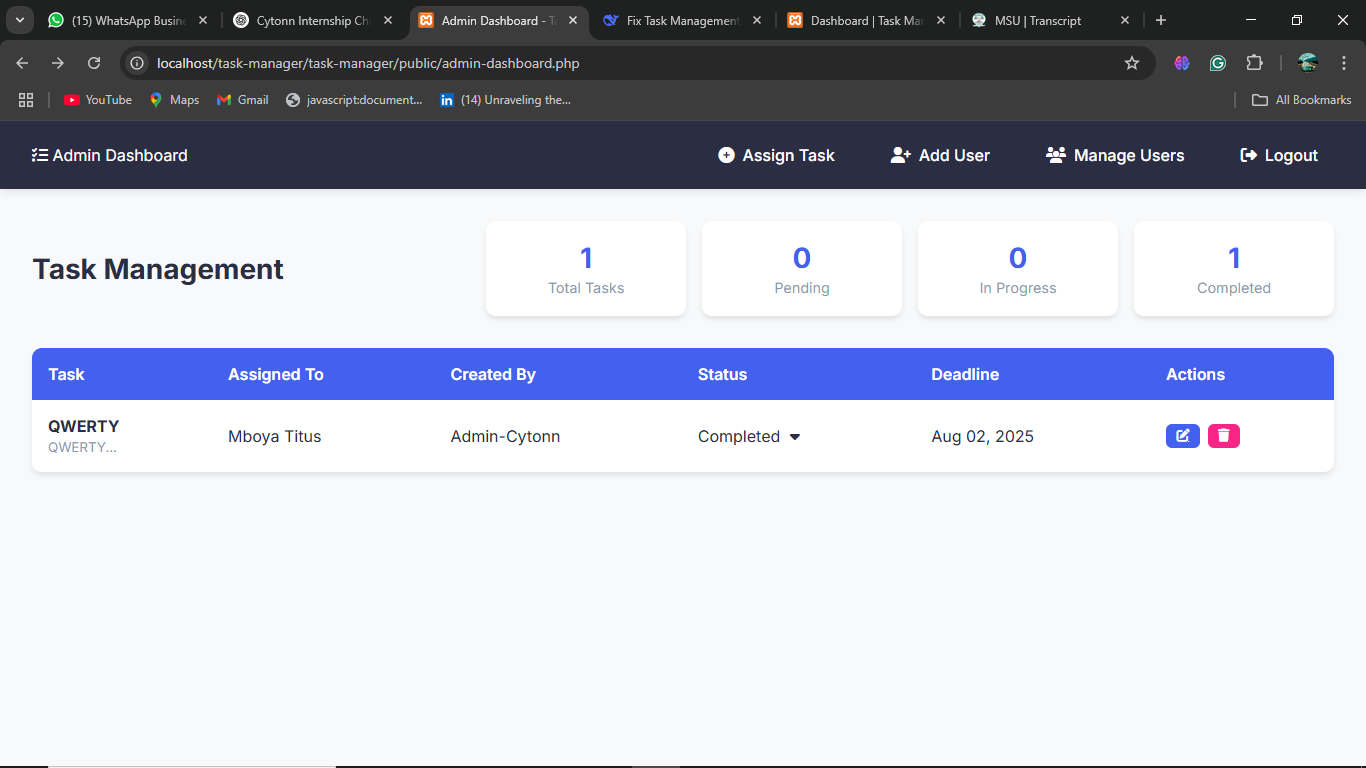 (15) WhatsApp Busin
Cytonn Internship Ch
Admin Dashboard - T
Fix Task Management
Dashboard | Task Ma
MSU | Transcript
localhost/task-manager/task-manager/public/admin-dashboard.php
YouTube
Maps
Gmail
javascript:document...
(14) Unraveling the...
All Bookmarks
Admin Dashboard
Assign Task
Add User
Manage Users
Logout
Task Management
1
Total Tasks
0
Pending
0
In Progress
1
Completed
Task Assigned To Created By Status Deadline Actions
QWERTY
QWERTY...
Mboya Titus
Admin-Cytonn
Completed
Aug 02, 2025